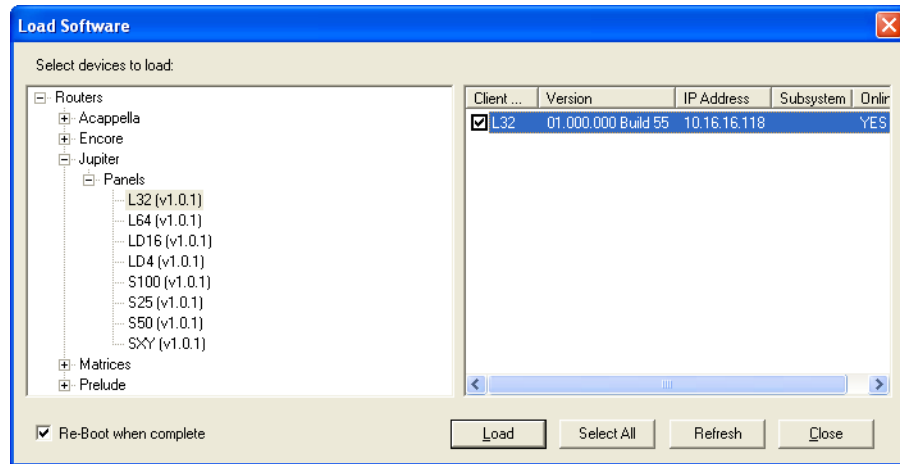 Load Software
Select devices to load:
Routers
Acappella
Encore
Jupiter
Panels
L32 (v1.0.1)
L64 (v1.0.1)
LD16 (v1.0.1)
LD4 (v1.0.1)
S100 (v1.0.1)
S25 (v1.0.1)
S50 (v1.0.1)
SXY (v1.0.1)
Matrices
Prelude
Client ... Version IP Address Subsystem Onlin
L32 01.000.000 Build 55 10.16.16.118 YES
Re-Boot when complete
Load Select All Refresh Close